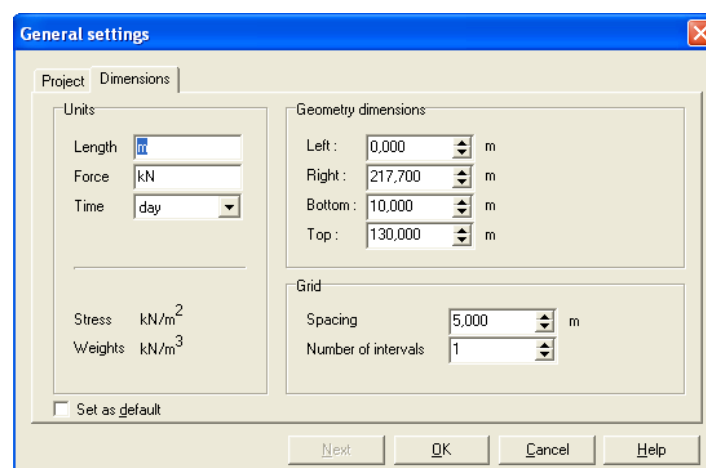 General settings
Project Dimensions
Units
Length m
Force kN
Time day
Stress kN/m2
Weights kN/m3
Geometry dimensions
Left : 0,000 m
Right : 217,700 m
Bottom : 10,000 m
Top : 130,000 m
Grid
Spacing 5,000 m
Number of intervals 1
Set as default
Next OK Cancel Help